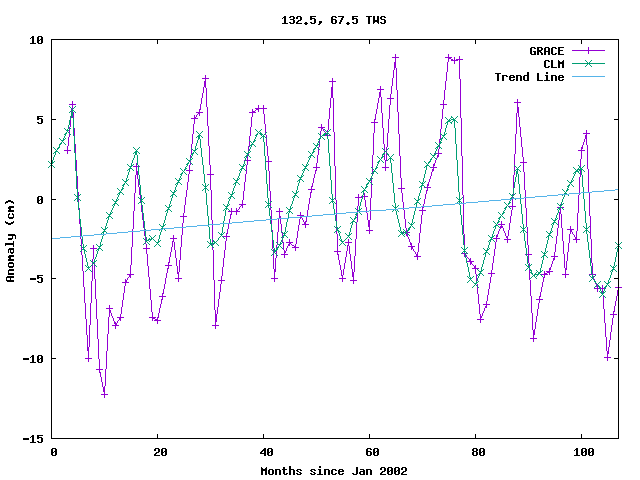 132.5, 67.5 TWS
GRACE
CLM
Trend Line
10
5
0
-5
-10
-15
Anomaly (cm)
0 20 40 60 80 100
Months since Jan 2002